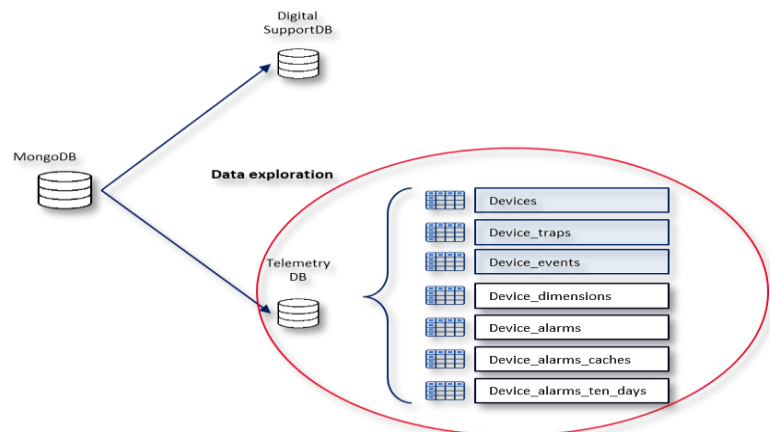 Digital
SupportDB
MongoDB
Data exploration
Telemetry
DB
Devices
Device_traps
Device_events
Device_dimensions
Device_alarms
Device_alarms_caches
Device_alarms_ten_days